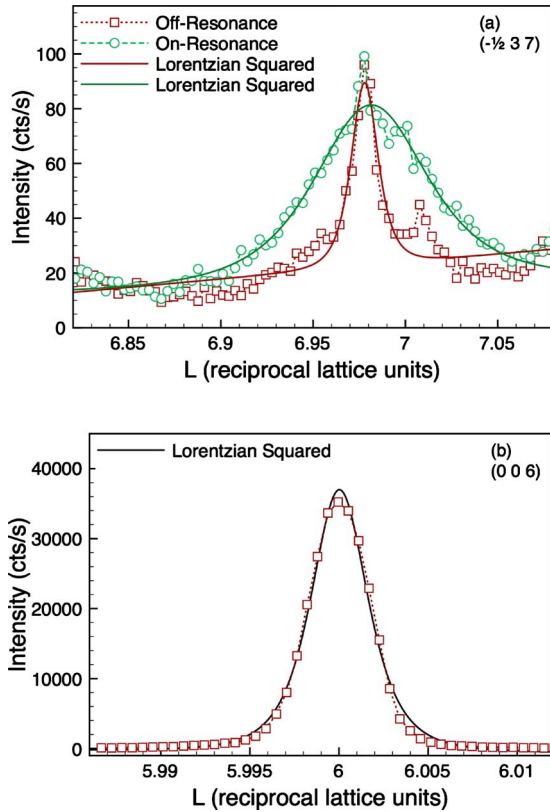 Off-Resonance
On-Resonance
Lorentzian Squared
Lorentzian Squared
(a)
(-½ 3 7)
Intensity (cts/s)
100
80
60
40
20
0
6.85 6.9 6.95 7 7.05
L (reciprocal lattice units)
Lorentzian Squared
(b)
(0 0 6)
Intensity (cts/s)
40000
30000
20000
10000
0
5.99 5.995 6 6.005 6.01
L (reciprocal lattice units)